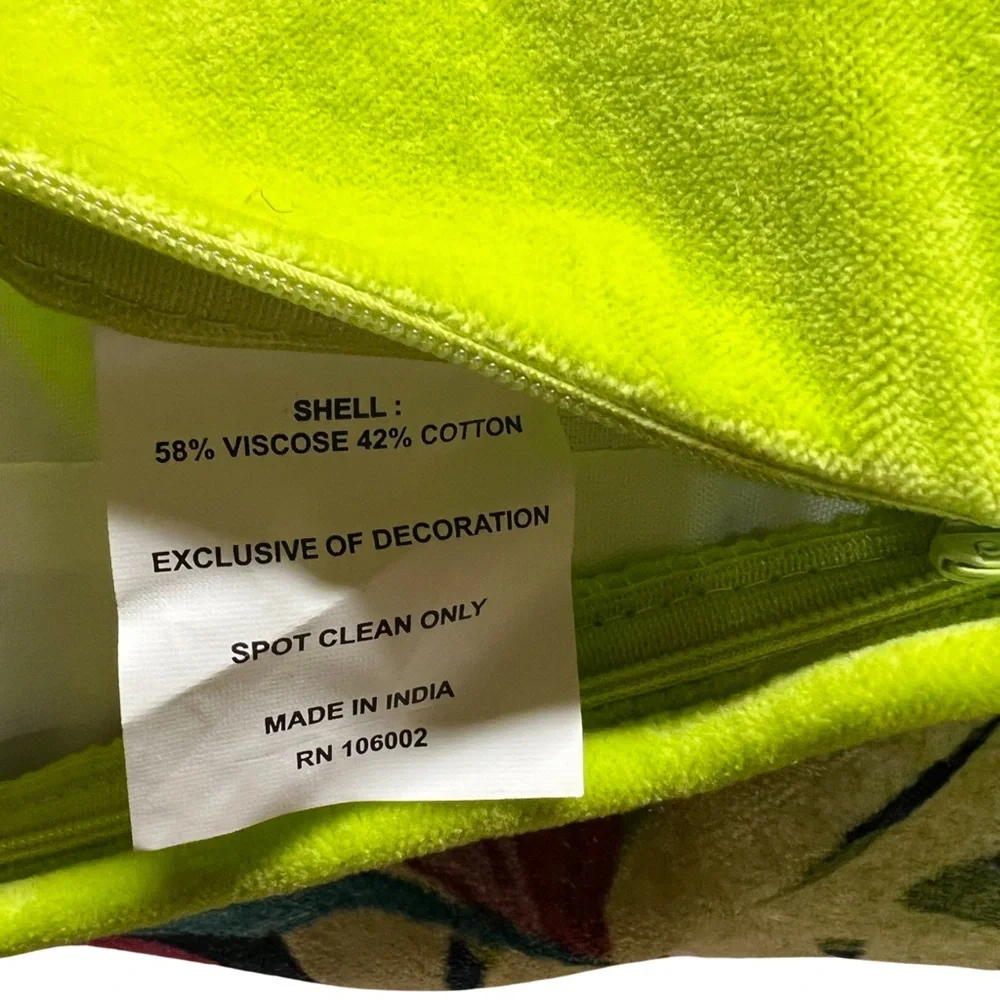 SHELL :
58% VISCOSE 42% COTTON
EXCLUSIVE OF DECORATION
SPOT CLEAN ONLY
MADE IN INDIA
RN 106002